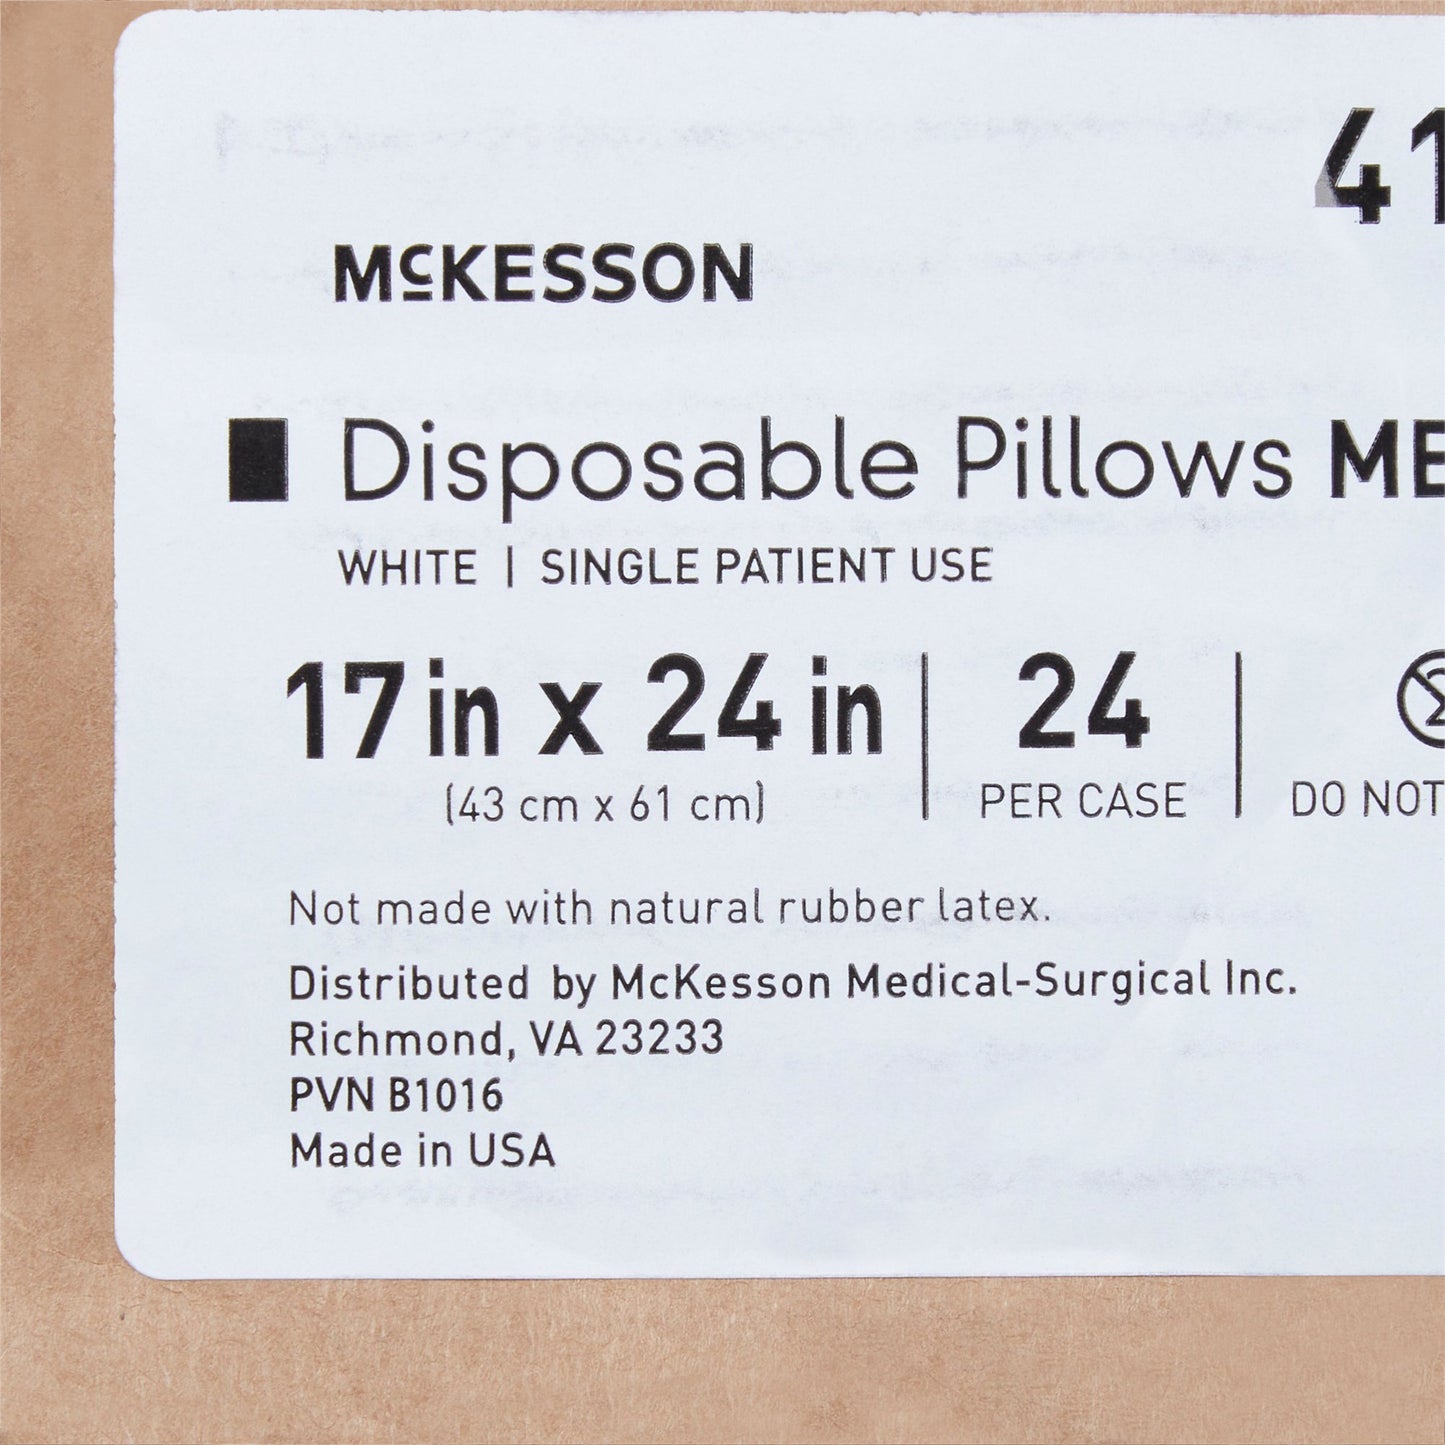 41
McKESSON
Disposable Pillows
WHITE | SINGLE PATIENT USE
17 in x 24 in | 24
(43 cm x 61 cm) PER CASE DO NOT
Not made with natural rubber latex.
Distributed by McKesson Medical-Surgical Inc.
Richmond, VA 23233
PVN B1016
Made in USA